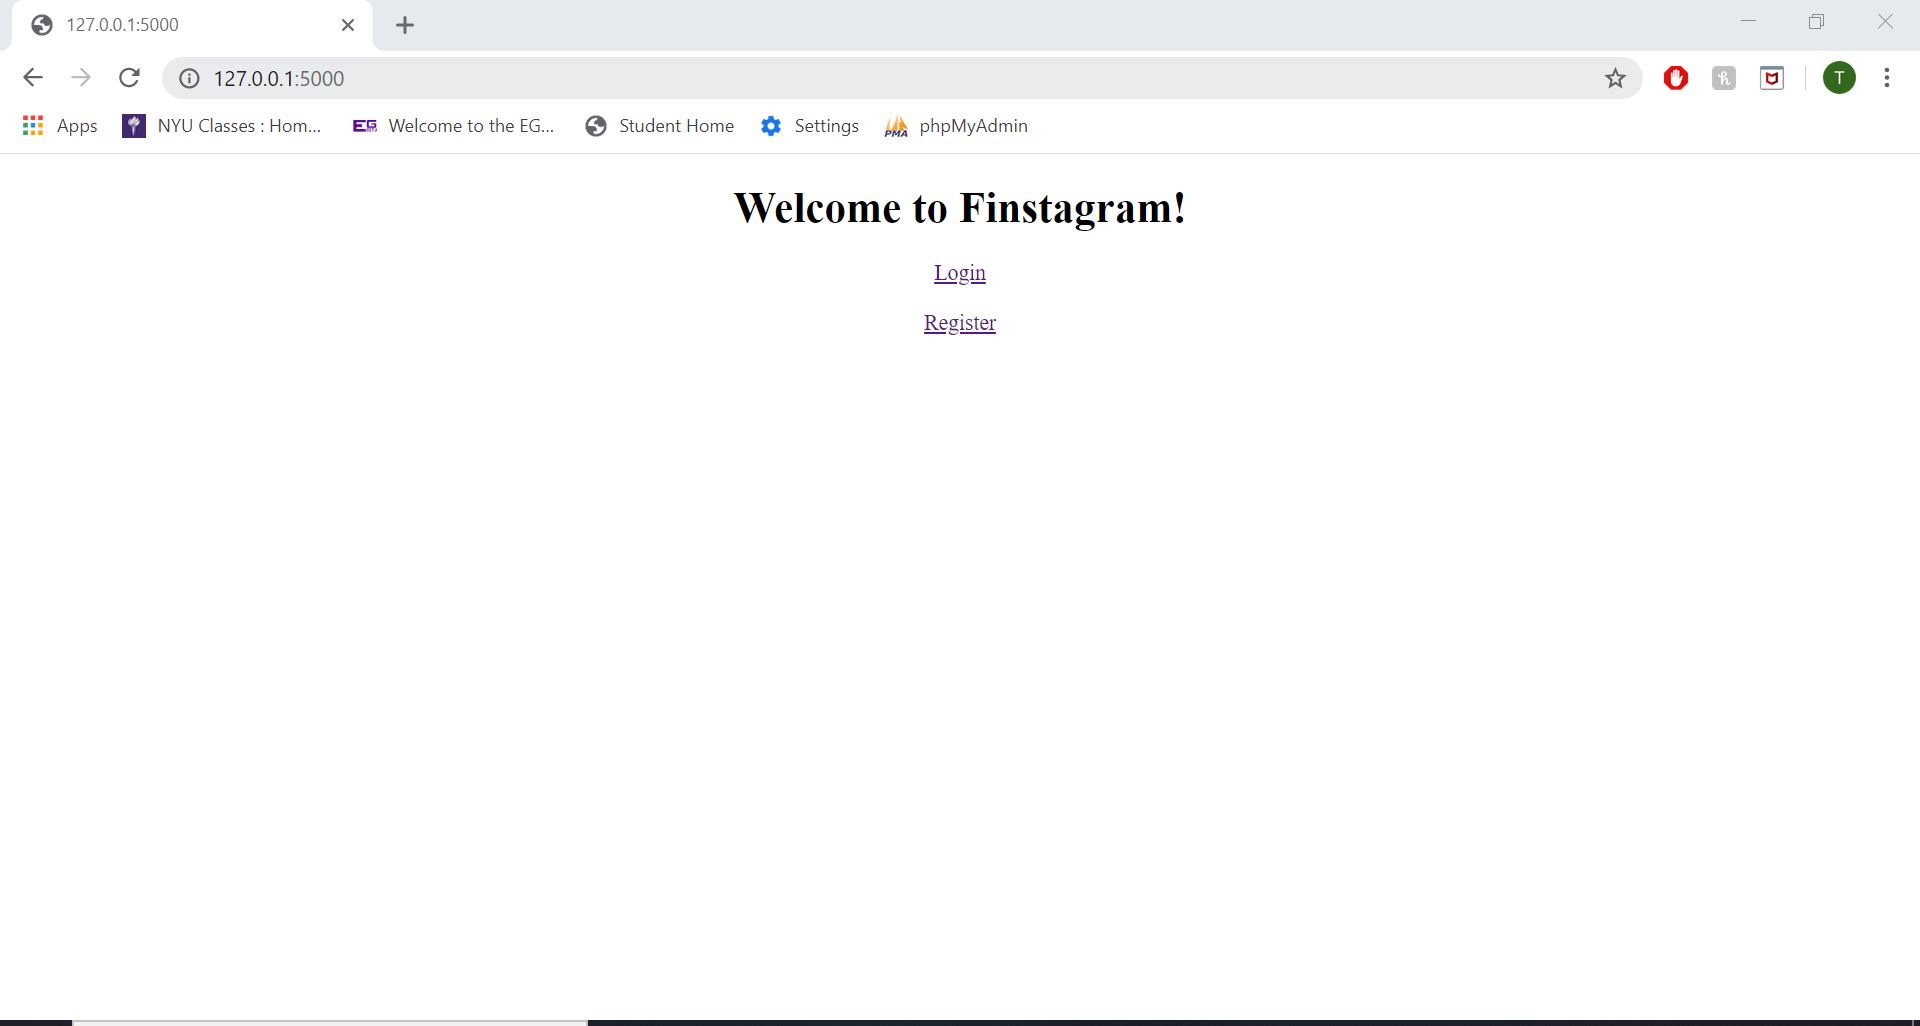 127.0.0.1:5000
127.0.0.1:5000
T
Apps
NYU Classes : Hom...
EG
Welcome to the EG...
Student Home
Settings
PMA
phpMyAdmin
Welcome to Finstagram!
Login
Register